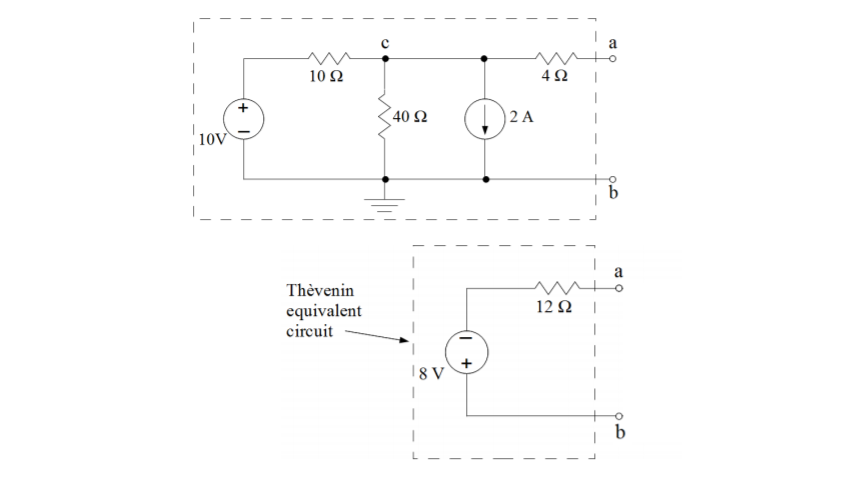 c
a
10 Ω
4 Ω
+
40 Ω
2 A
−
10V
b
a
Thèvenin
equivalent
circuit
12 Ω
−
+
8 V
b